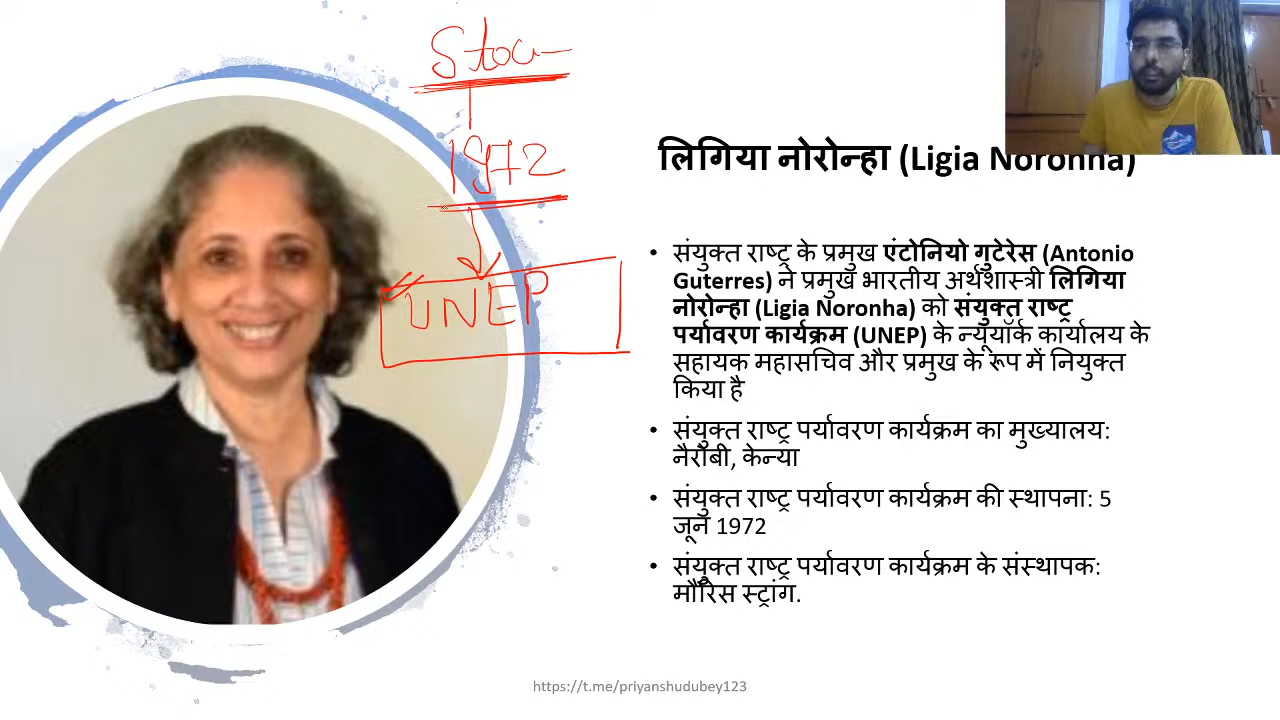 Sto
1972
UNEP
लिगिया नोरोन्हा (Ligia Noronha)
• संयुक्त राष्ट्र के प्रमुख एंटोनियो गुटेरेस (Antonio
Guterres) ने प्रमुख भारतीय अर्थशास्त्री लिगिया
नोरोन्हा (Ligia Noronha) को संयुक्त राष्ट्र
पर्यावरण कार्यक्रम (UNEP) के न्यूयॉर्क कार्यालय के
सहायक महासचिव और प्रमुख के रूप में नियुक्त
किया है
• संयुक्त राष्ट्र पर्यावरण कार्यक्रम का मुख्यालय:
नैरोबी, केन्या
• संयुक्त राष्ट्र पर्यावरण कार्यक्रम की स्थापना: 5
जून 1972
• संयुक्त राष्ट्र पर्यावरण कार्यक्रम के संस्थापक:
मौरिस स्ट्रांग.
https://t.me/priyanshudubey123